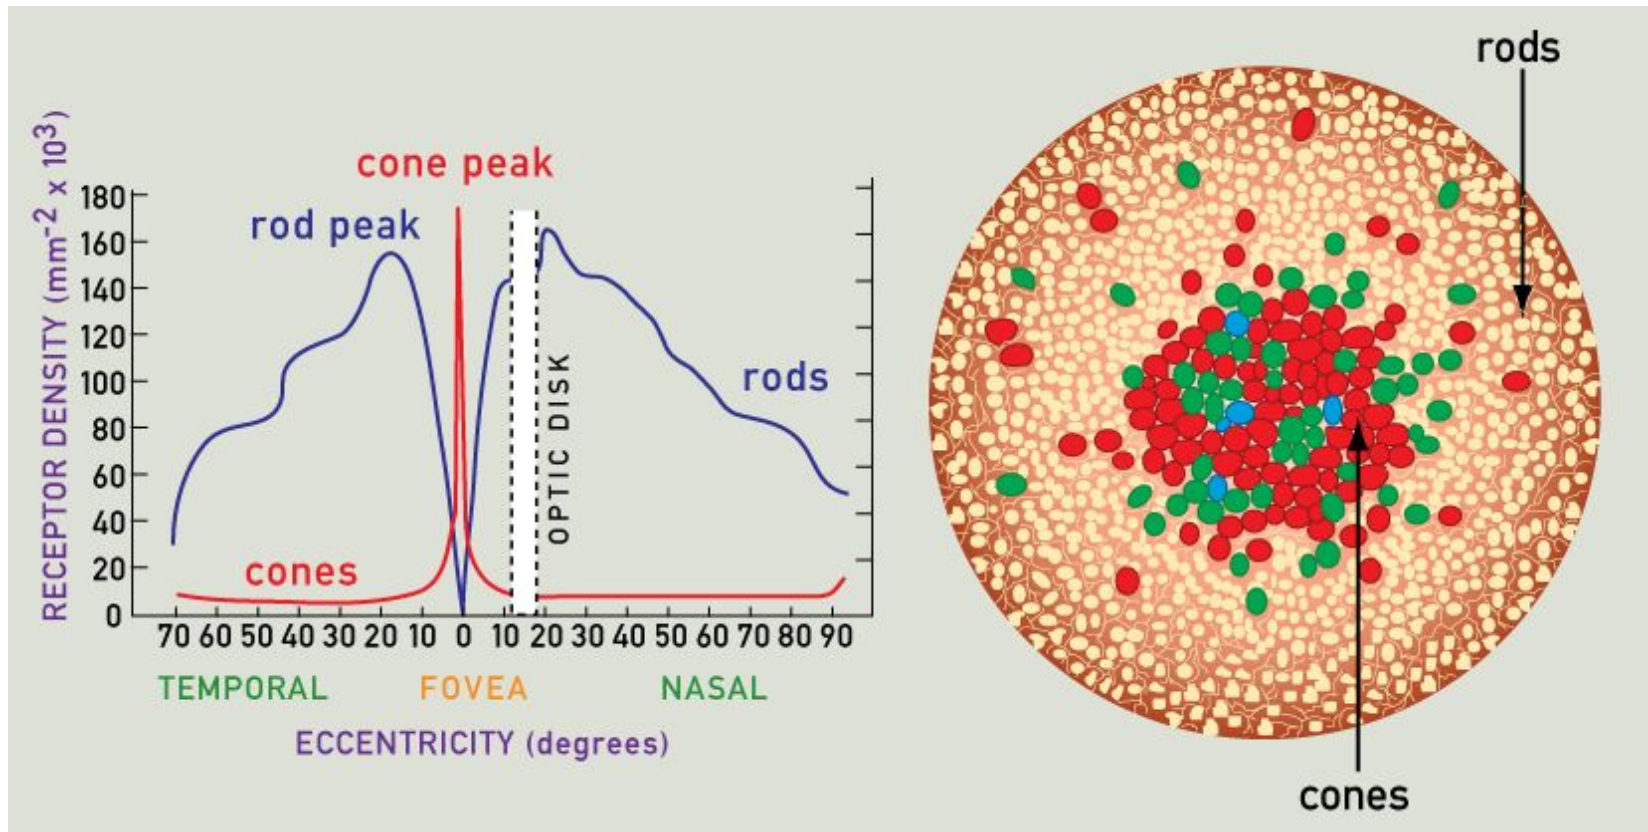 rods
cone peak
rod peak
RECEPTOR DENSITY (mm⁻² x 10³)
180
160
140
120
100
80
60
40
20
0
rods
OPTIC DISK
cones
70 60 50 40 30 20 10 0 10 20 30 40 50 60 70 80 90
TEMPORAL FOVEA NASAL
ECCENTRICITY (degrees)
cones